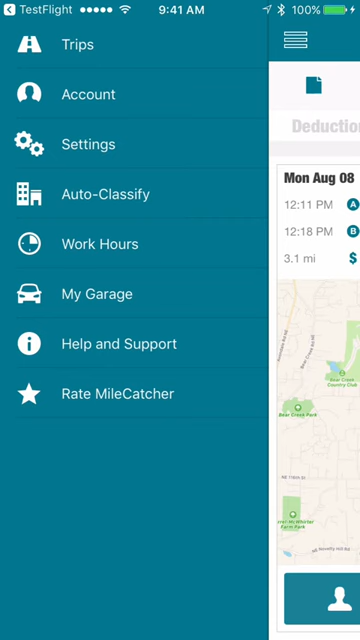 TestFlight 9:41 AM 100%
Trips
Account
Settings
Auto-Classify
Work Hours
My Garage
Help and Support
Rate MileCatcher
Deduction
Mon Aug 08
12:11 PM A
12:18 PM B
3.1 mi $
Bear Creek
Country Club
Bear Creek Park
Farm Park